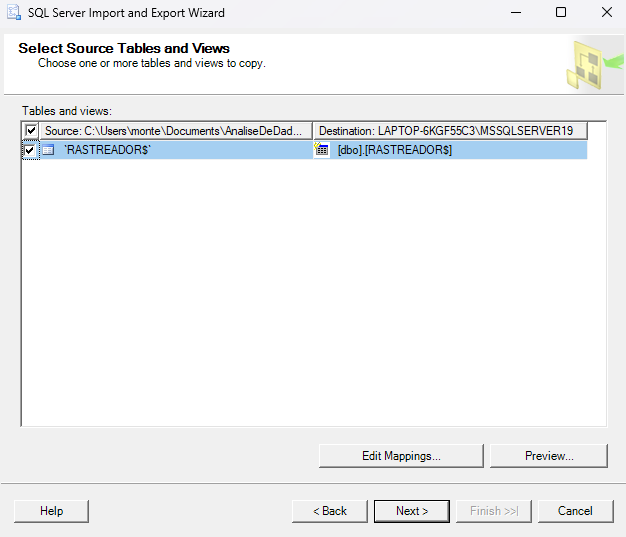 SQL Server Import and Export Wizard
Select Source Tables and Views
Choose one or more tables and views to copy.
Tables and views:
Source: C:\Users\monte\Documents\AnaliseDeDad... Destination: LAPTOP-6KGF55C3\MSSQLSERVER19
`RASTREADOR$` [dbo].[RASTREADOR$]
Edit Mappings... Preview...
Help < Back Next > Finish >>| Cancel